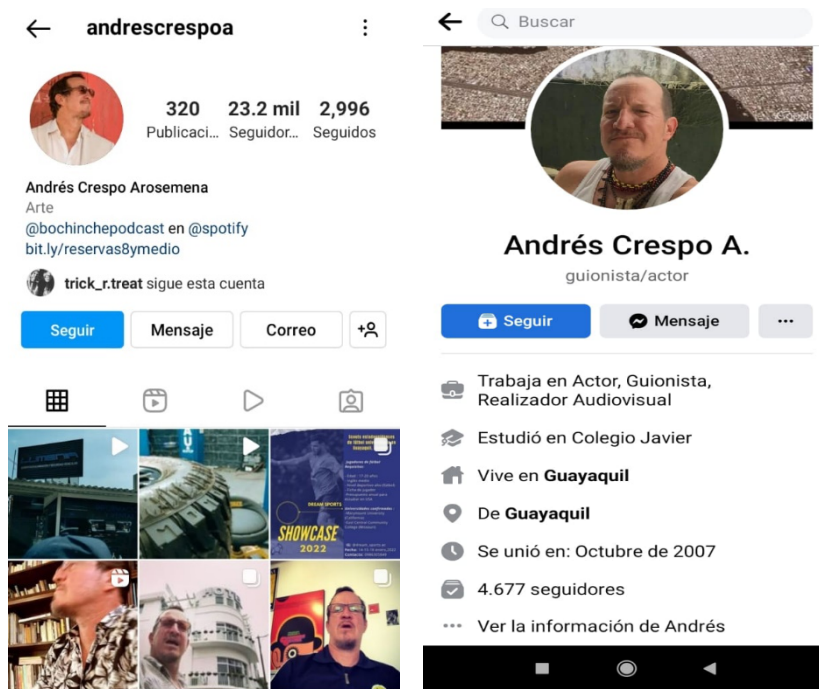 andrescrespoa
320 23.2 mil 2,996
Publicaci... Seguidor... Seguidos
Andrés Crespo Arosemena
Arte
@bochinchepodcast en @spotify
bit.ly/reservas8ymedio
trick_r.treat sigue esta cuenta
Seguir Mensaje Correo
DREAM SPORTS
SHOWCASE
2022
Buscar
Andrés Crespo A.
guionista/actor
Seguir Mensaje ...
Trabaja en Actor, Guionista,
Realizador Audiovisual
Estudió en Colegio Javier
Vive en Guayaquil
De Guayaquil
Se unió en: Octubre de 2007
4.677 seguidores
... Ver la información de Andrés